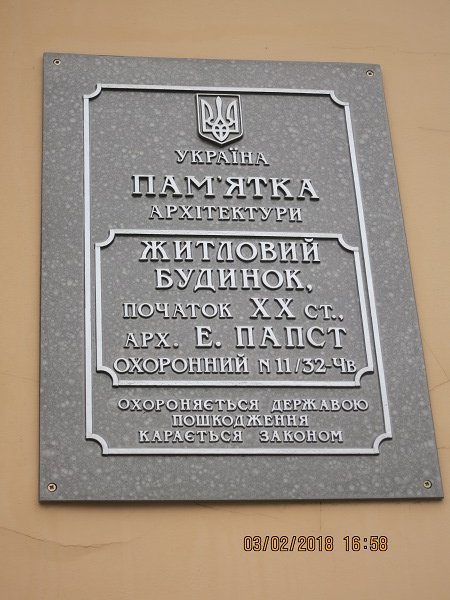 УКРАЇНА
ПАМ'ЯТКА
АРХІТЕКТУРИ
ЖИТЛОВИЙ
БУДИНОК,
ПОЧАТОК XX СТ.,
АРХ. Е. ПАПСТ
ОХОРОННИЙ N 11/32-ЧВ
ОХОРОНЯЄТЬСЯ ДЕРЖАВОЮ
ПОШКОДЖЕННЯ
КАРАЄТЬСЯ ЗАКОНОМ
03/02/2018 16:58